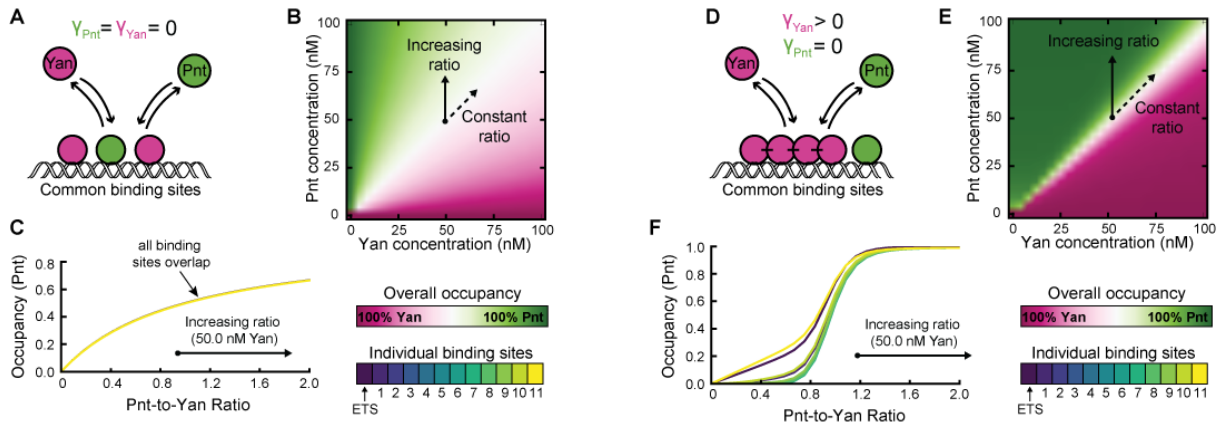 A
γPnt= γYan= 0
Yan
Pnt
Common binding sites
B
Pnt concentration (nM)
100
75
50
25
0
Increasing ratio
Constant ratio
0 25 50 75 100
Yan concentration (nM)
C
Occupancy (Pnt)
0.8
0.6
0.4
0.2
0.0
all binding sites overlap
Increasing ratio
(50.0 nM Yan)
0 0.4 0.8 1.2 1.6 2.0
Pnt-to-Yan Ratio
Overall occupancy
100% Yan 100% Pnt
Individual binding sites
1 2 3 4 5 6 7 8 9 10 11
ETS
D
γYan> 0
γPnt= 0
Yan
Pnt
Common binding sites
E
Pnt concentration (nM)
100
75
50
25
0
Increasing ratio
Constant ratio
0 25 50 75 100
Yan concentration (nM)
F
Occupancy (Pnt)
1.0
0.8
0.6
0.4
0.2
0.0
Increasing ratio
(50.0 nM Yan)
0 0.4 0.8 1.2 1.6 2.0
Pnt-to-Yan Ratio
Overall occupancy
100% Yan 100% Pnt
Individual binding sites
1 2 3 4 5 6 7 8 9 10 11
ETS